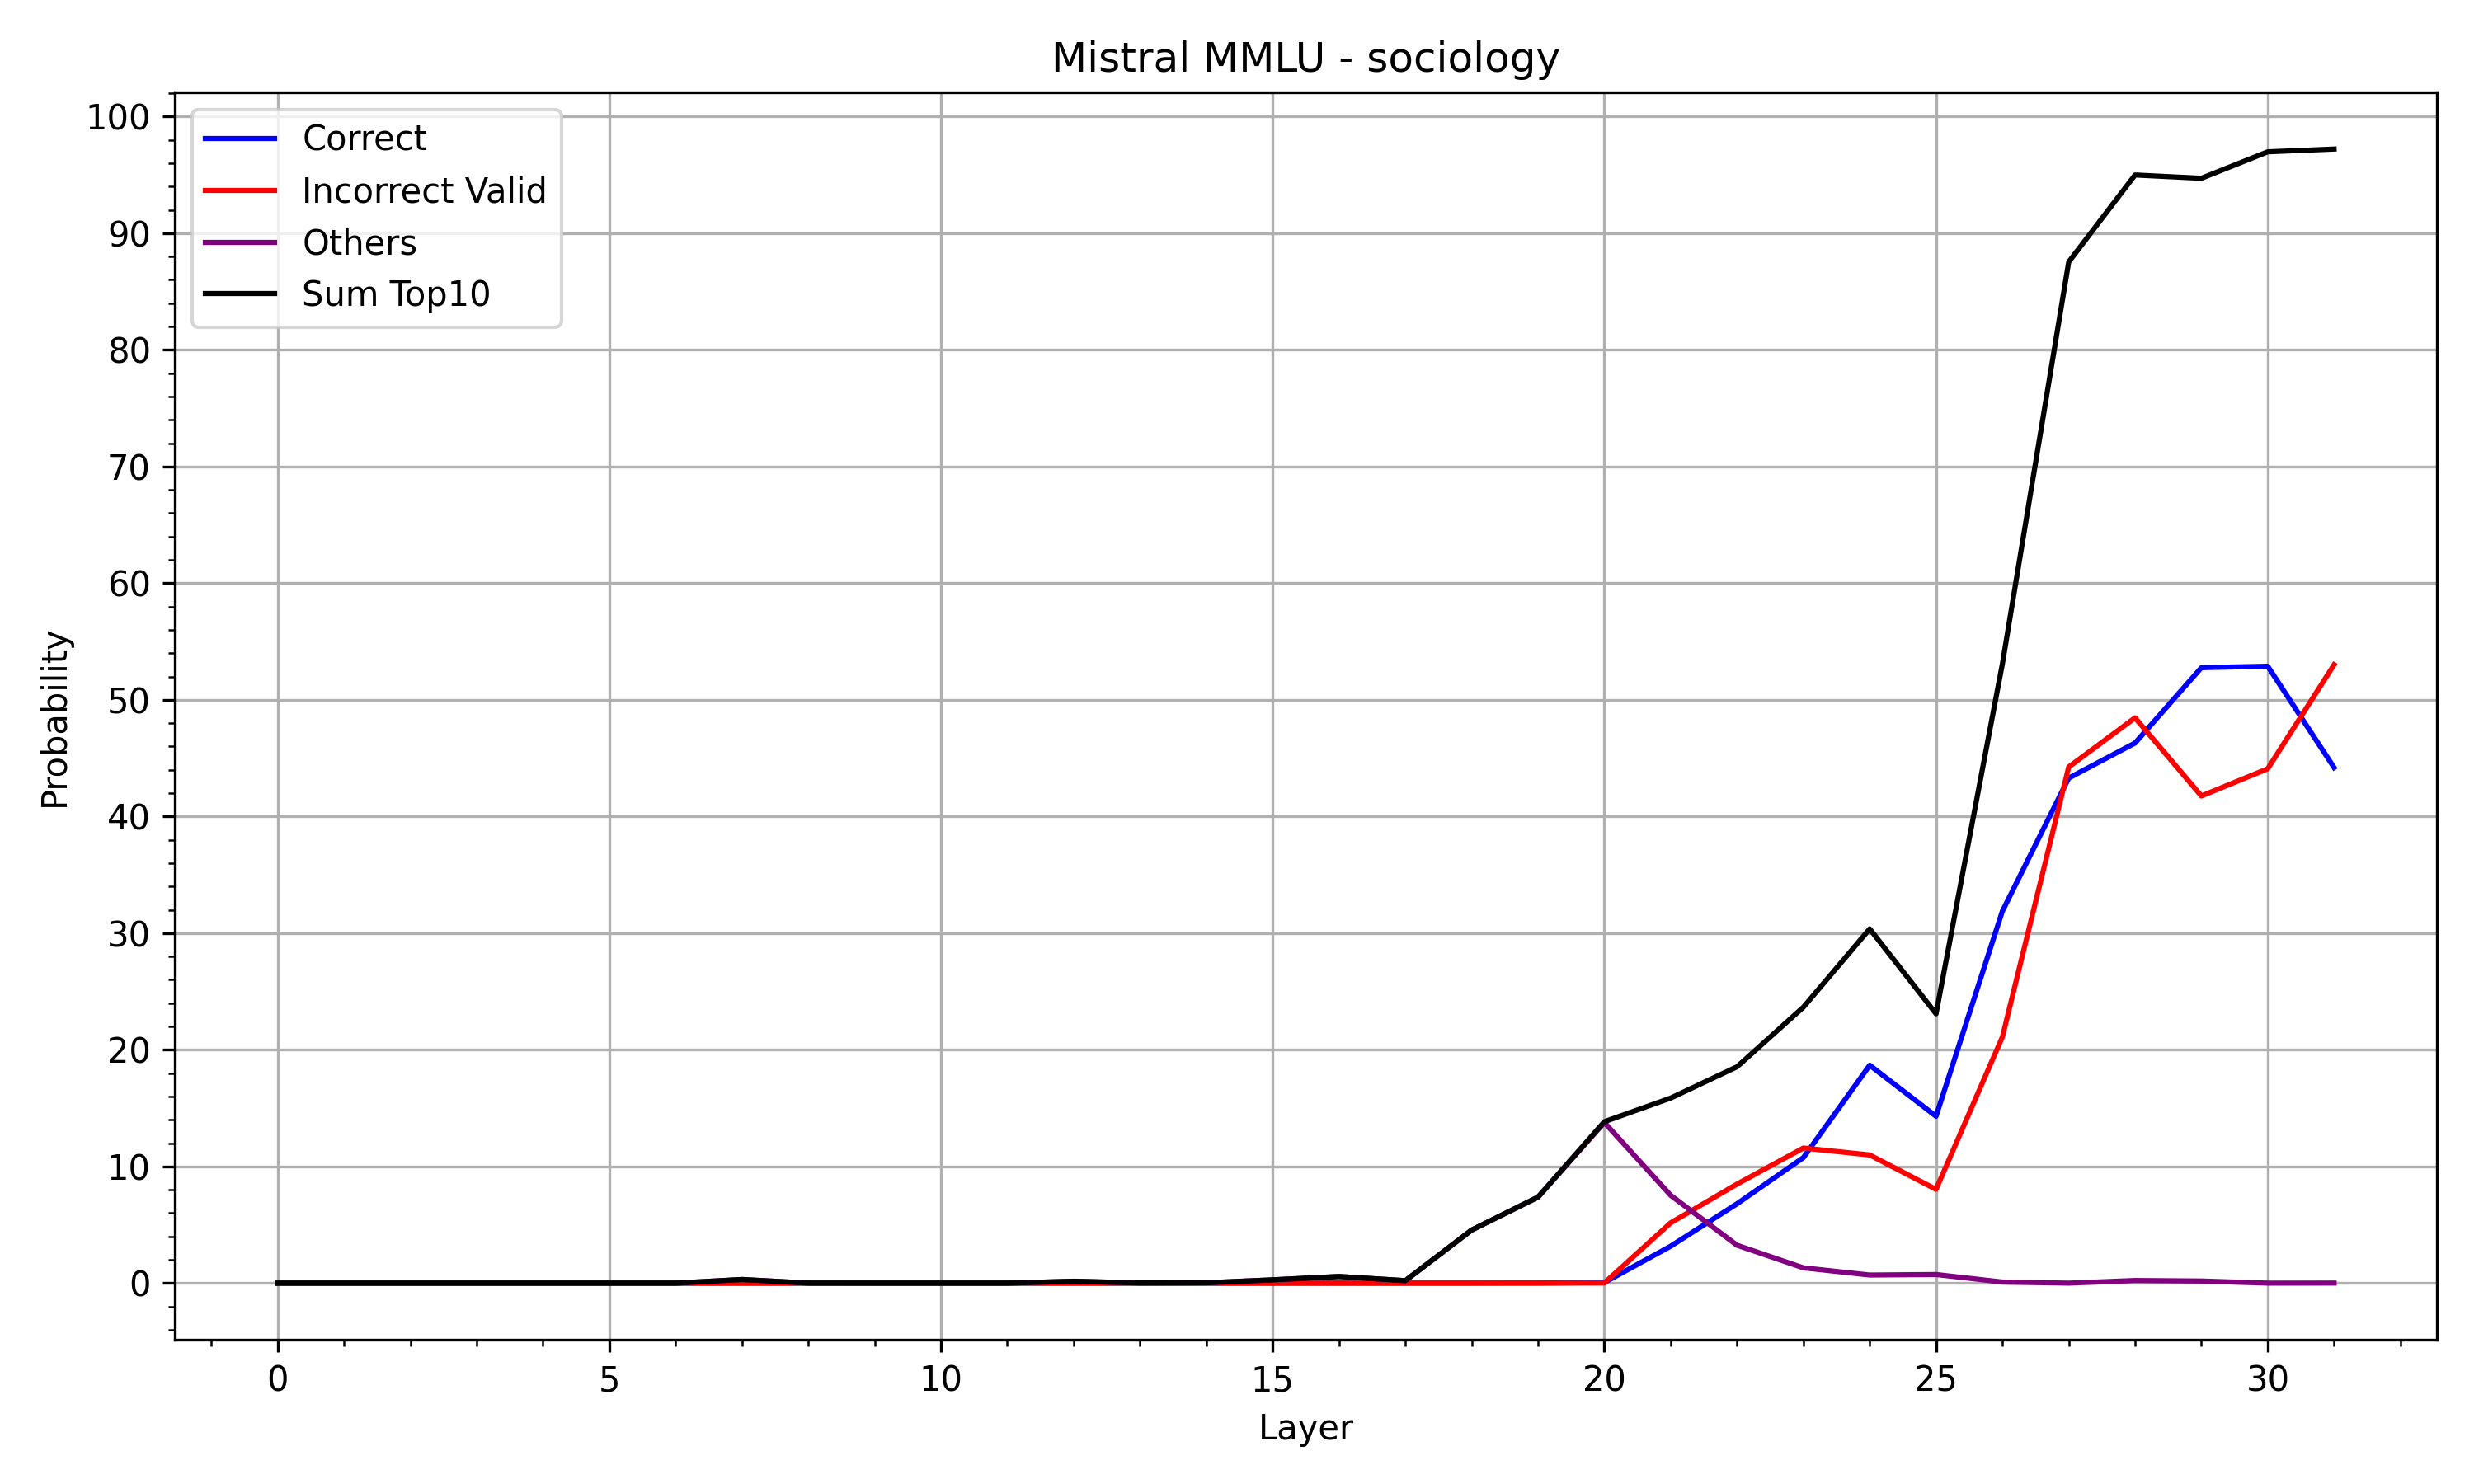 Mistral MMLU - sociology
Correct
Incorrect Valid
Others
Sum Top10
Probability
100
90
80
70
60
50
40
30
20
10
0
0 5 10 15 20 25 30
Layer